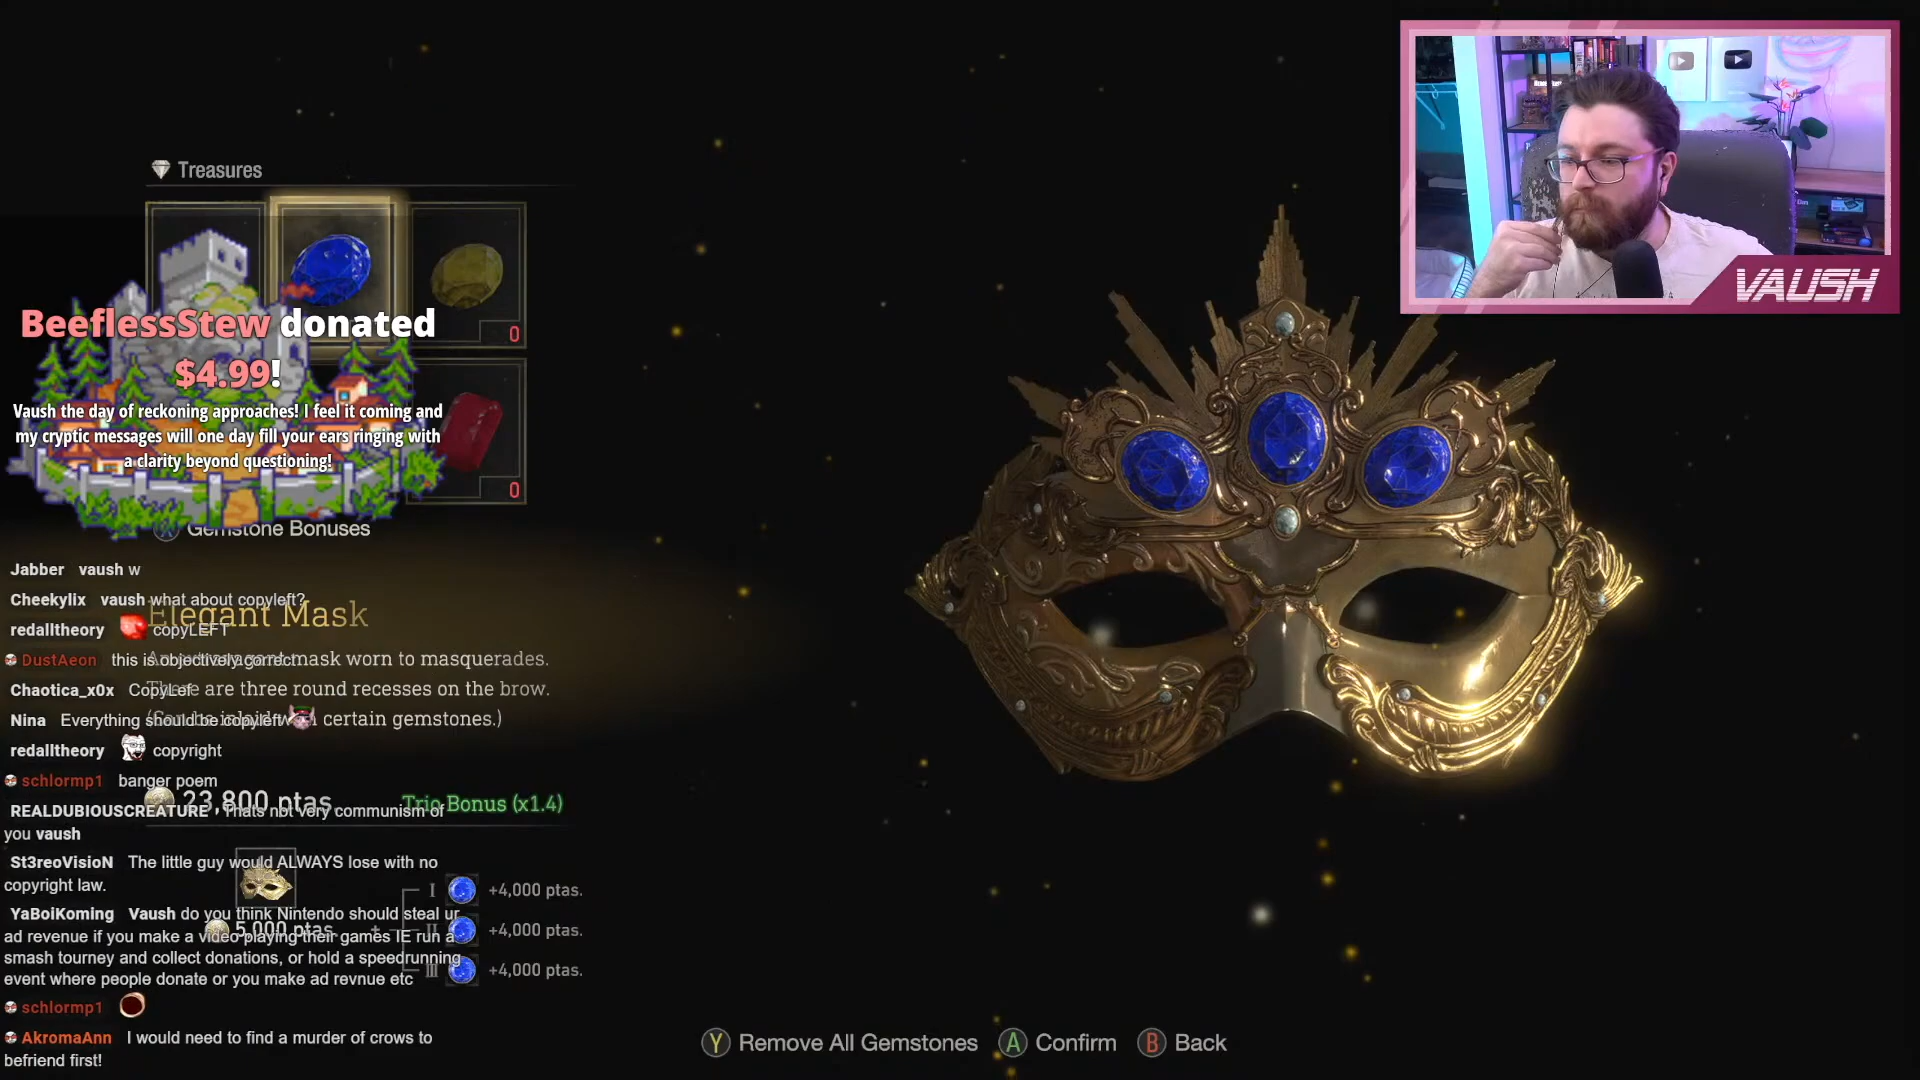 Treasures
VAUSH
0
BeeflessStew donated
$4.99!
Vaush the day of reckoning approaches! I feel it coming and
my cryptic messages will one day fill your ears ringing with
a clarity beyond questioning!
0
X Gemstone Bonuses
Jabber vaush w
Cheekylix vaush what about copyleft?
Elegant Mask
redalltheory copyLEFT
DustAeon this is objectively correct
mask worn to masquerades.
Chaotica_x0x CopyLef
There are three round recesses on the brow.
Nina Everything should be copyleft
certain gemstones.)
redalltheory copyright
schlormp1 banger poem
23,800 ptas. Trio Bonus (x1.4)
REALDUBIOUSCREATURE Thats not very communism of
you vaush
St3reoVisioN The little guy would ALWAYS lose with no
copyright law.
I +4,000 ptas.
YaBoiKoming Vaush do you think Nintendo should steal ur
5,000 ptas. + II +4,000 ptas.
ad revenue if you make a video playing their games IE run a
smash tourney and collect donations, or hold a speedrunning
III +4,000 ptas.
event where people donate or you make ad revnue etc
schlormp1
AkromaAnn I would need to find a murder of crows to
befriend first!
Y Remove All Gemstones A Confirm B Back